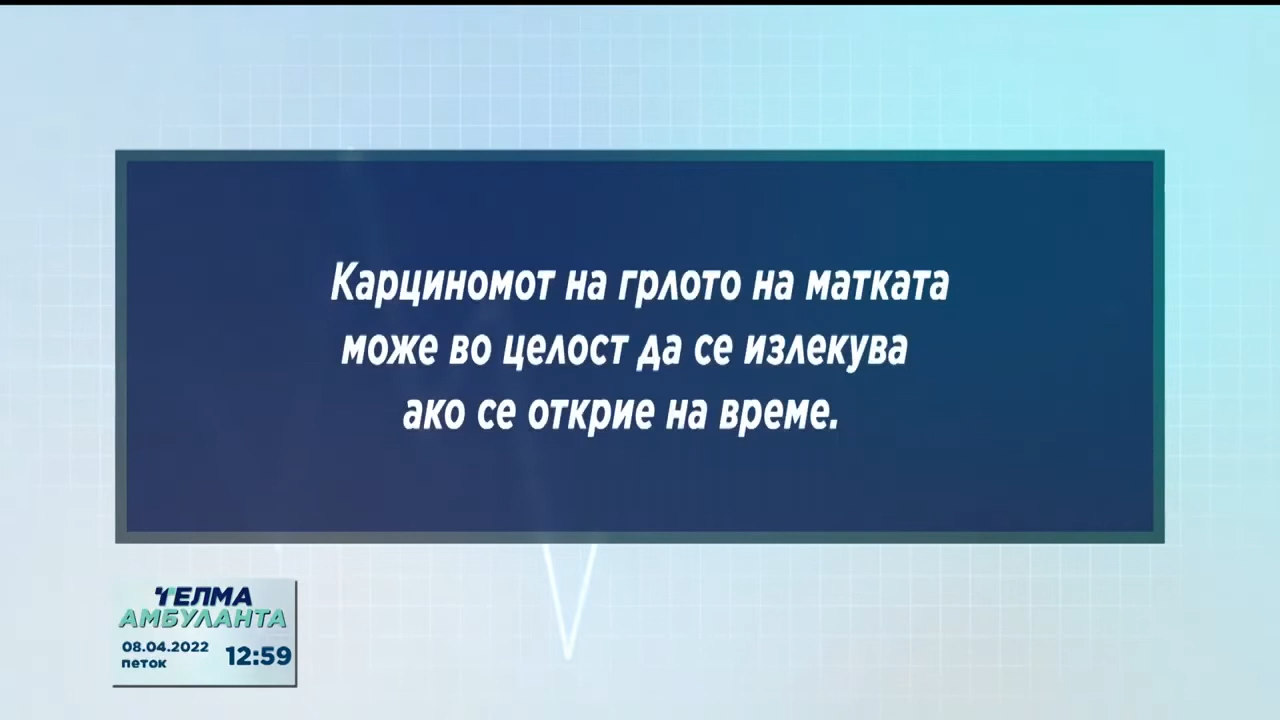 Карциномот на грлото на матката
може во целост да се излекува
ако се открие на време.
ТЕЛМА
АМБУЛАНТА
08.04.2022
петок
12:59